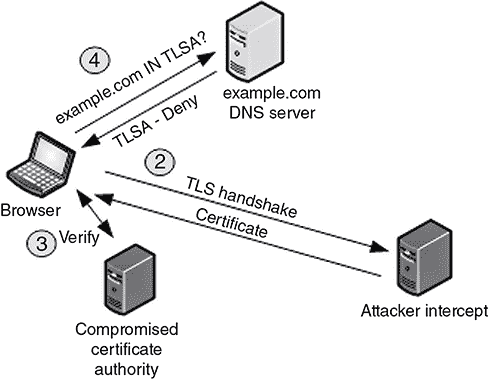 4
example.com IN TLSA?
TLSA - Deny
example.com
DNS server
2
TLS handshake
Certificate
Browser
3
Verify
Compromised
certificate
authority
Attacker intercept